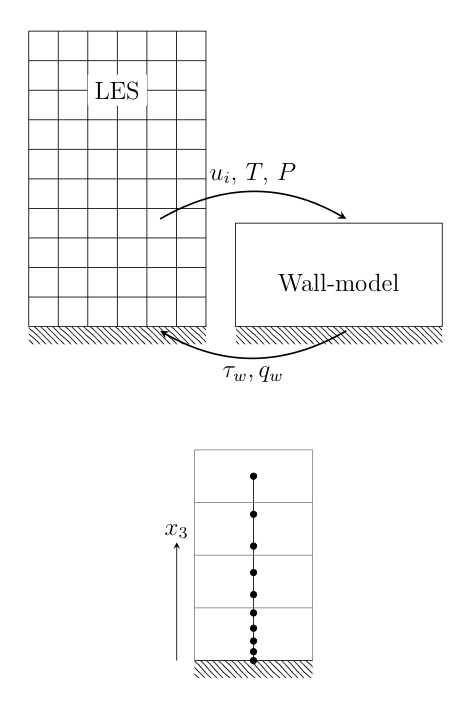 LES
u_i, T, P
Wall-model
τ_w, q_w
x_3